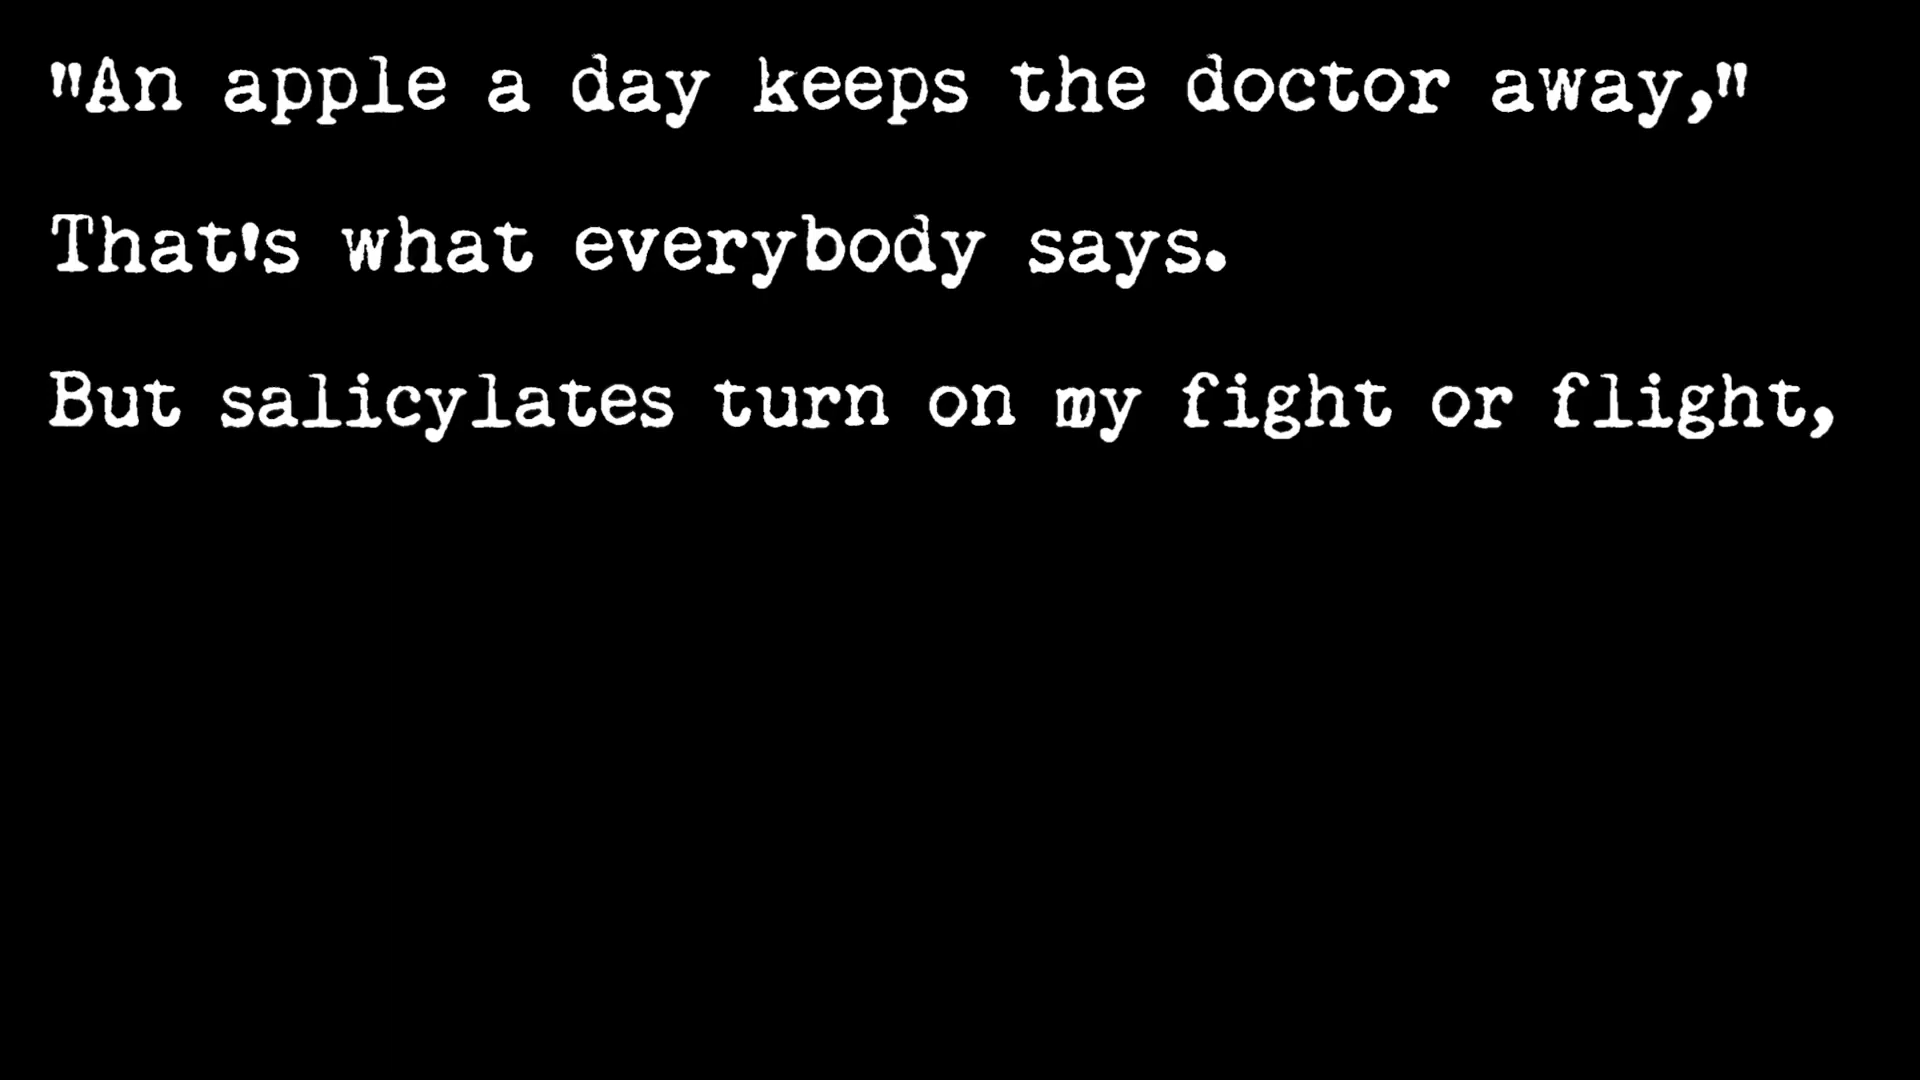 "An apple a day keeps the doctor away,"
That's what everybody says.
But salicylates turn on my fight or flight,